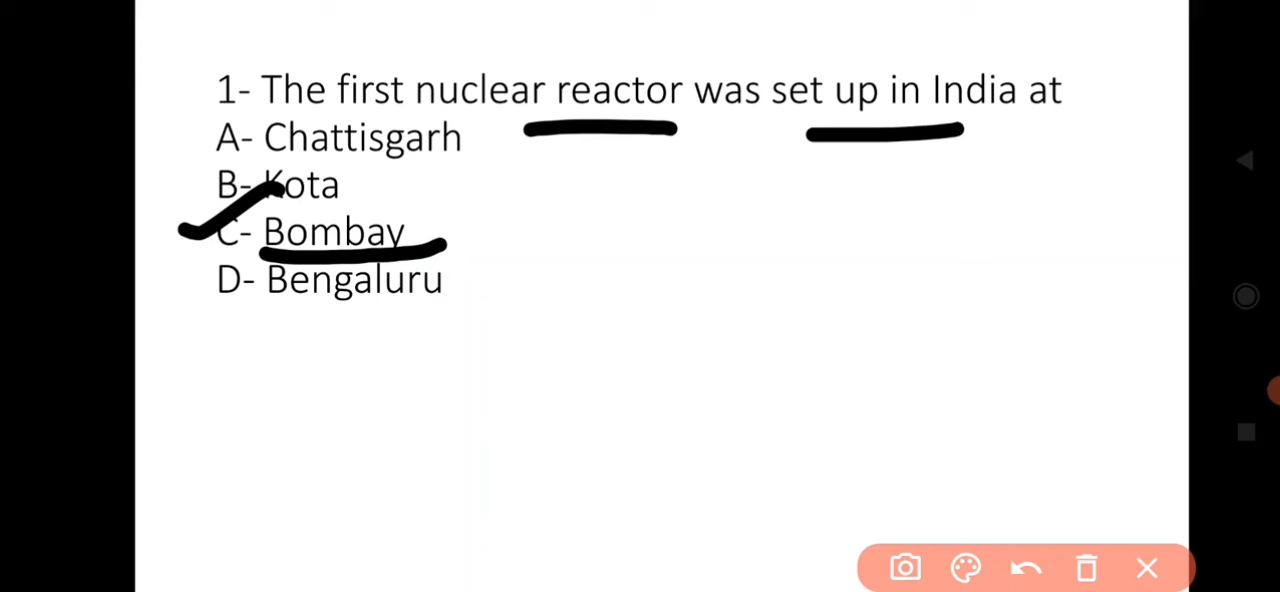 1- The first nuclear reactor was set up in India at
A- Chattisgarh
B- Kota
C- Bombay
D- Bengaluru